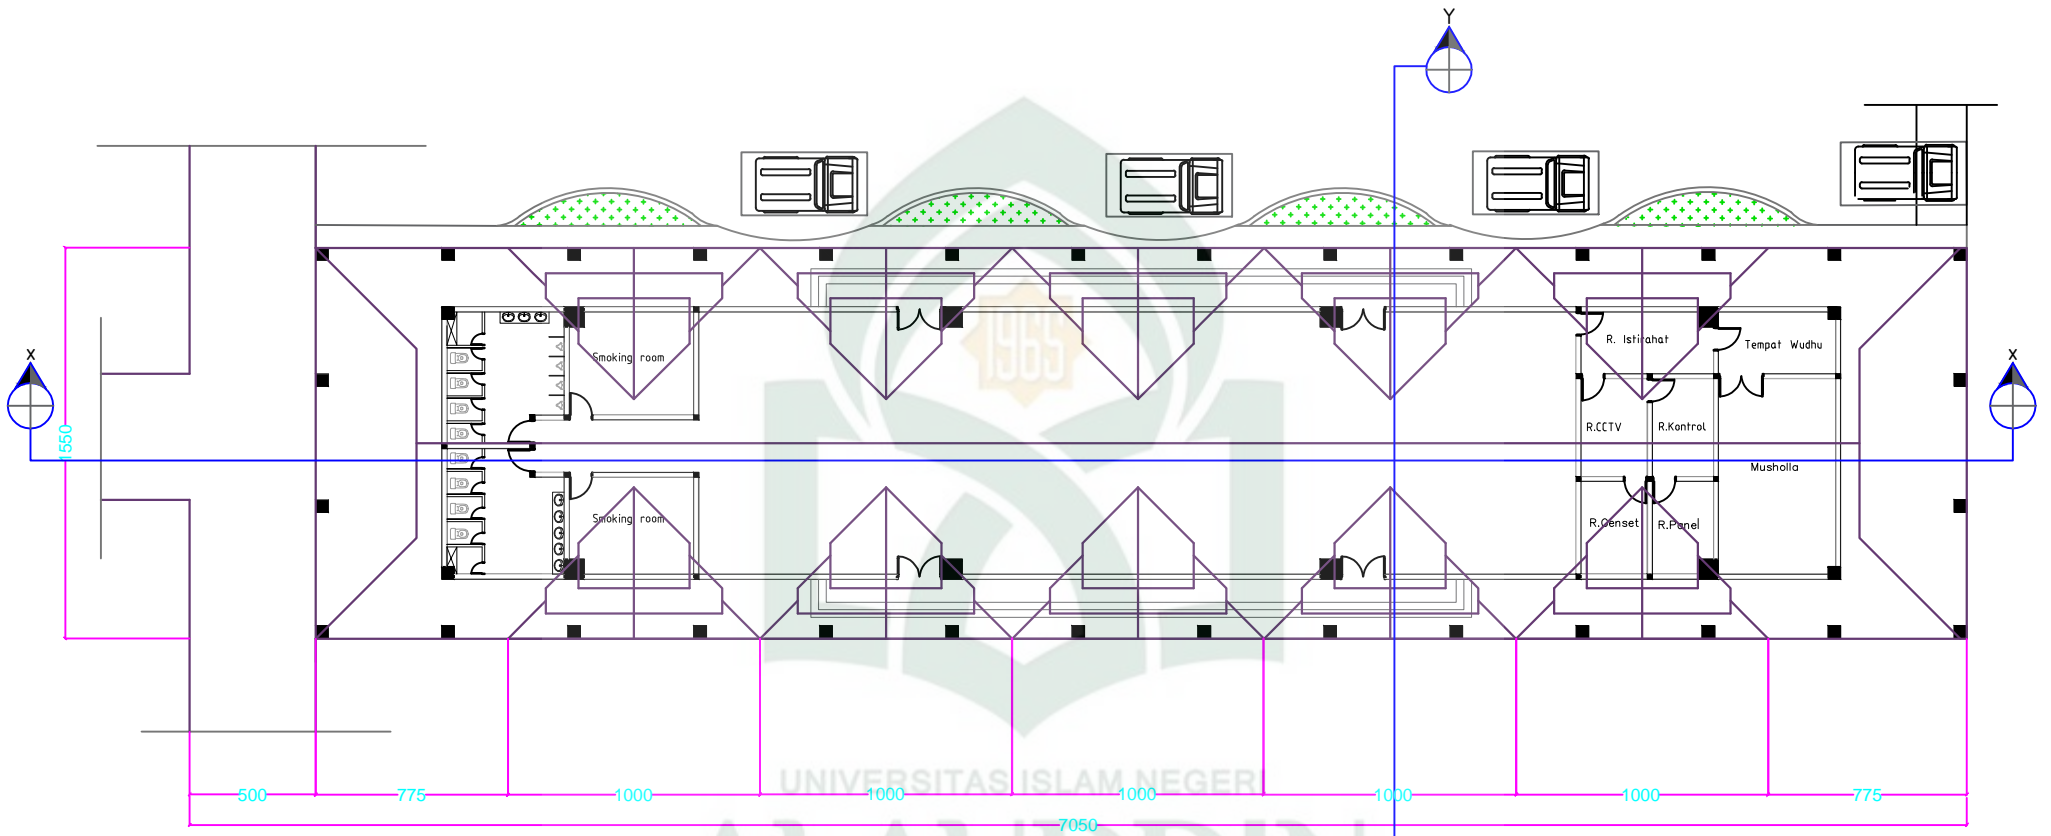 Y
X
X
1965
Smoking room
R. Istirahat
Tempat Wudhu
R.CCTV
R.Kontrol
Musholla
1550
Smoking room
R.Genset
R.Panel
UNIVERSITAS ISLAM NEGERI
500
775
1000
1000
1000
1000
1000
775
7050